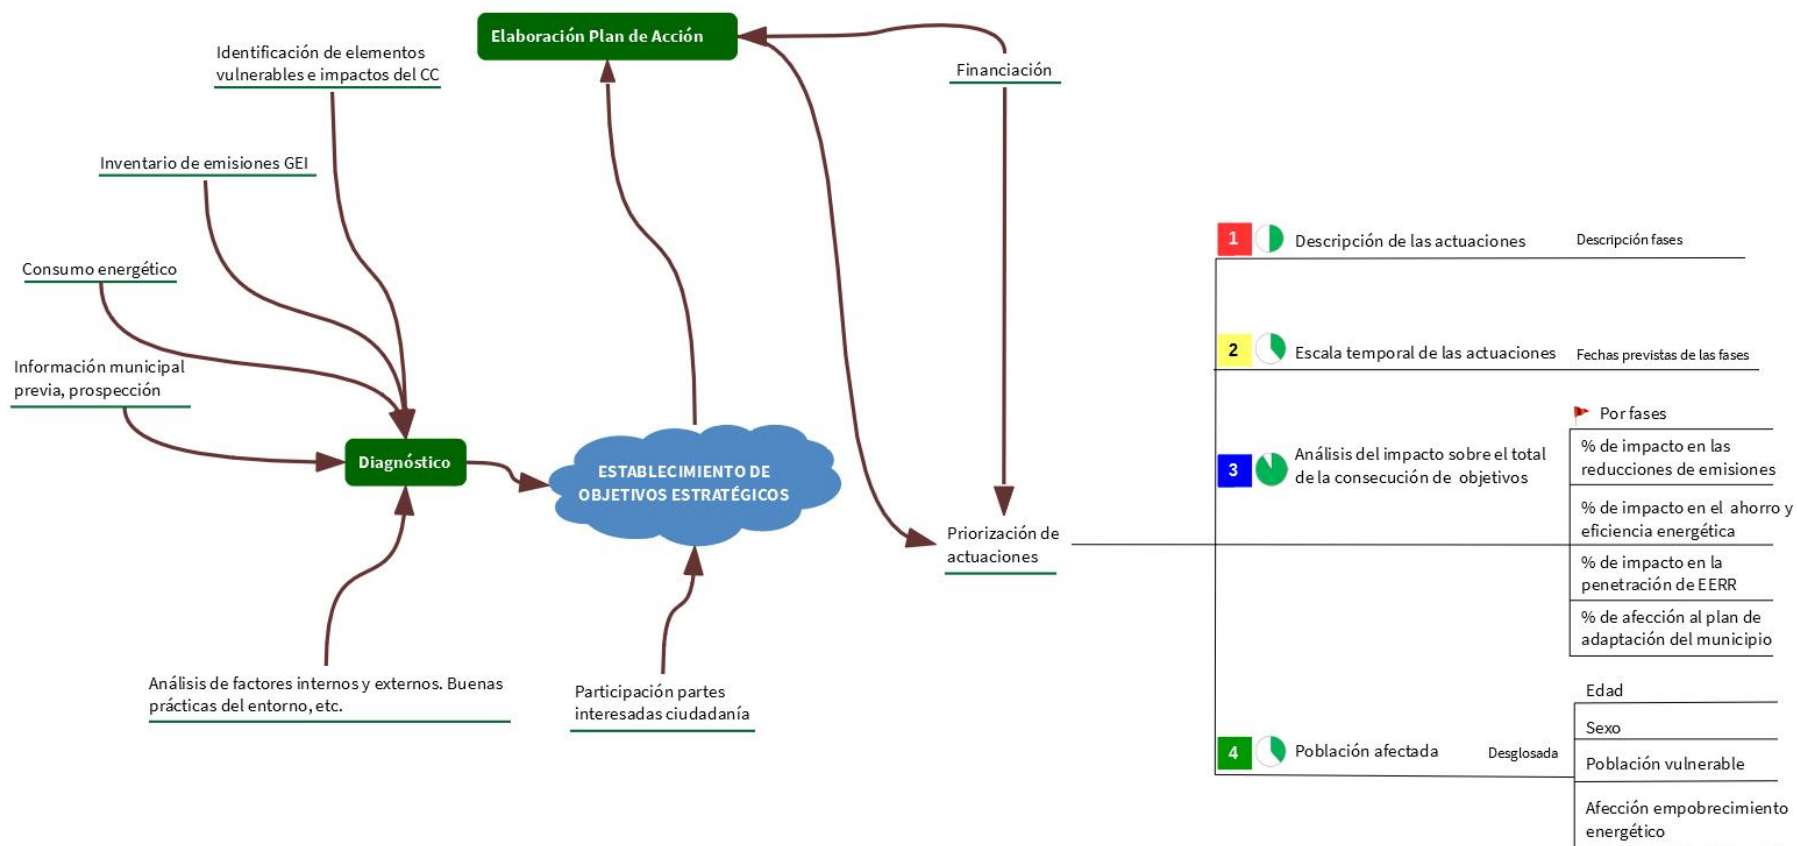 Elaboración Plan de Acción
Identificación de elementos
vulnerables e impactos del CC
Financiación
Inventario de emisiones GEI
Consumo energético
Información municipal
previa, prospección
Diagnóstico
ESTABLECIMIENTO DE
OBJETIVOS ESTRATÉGICOS
Análisis de factores internos y externos. Buenas
prácticas del entorno, etc.
Participación partes
interesadas ciudadanía
Priorización de
actuaciones
1 Descripción de las actuaciones Descripción fases
2 Escala temporal de las actuaciones Fechas previstas de las fases
3 Análisis del impacto sobre el total
de la consecución de objetivos
Por fases
% de impacto en las
reducciones de emisiones
% de impacto en el ahorro y
eficiencia energética
% de impacto en la
penetración de EERR
% de afección al plan de
adaptación del municipio
4 Población afectada Desglosada
Edad
Sexo
Población vulnerable
Afección empobrecimiento
energético